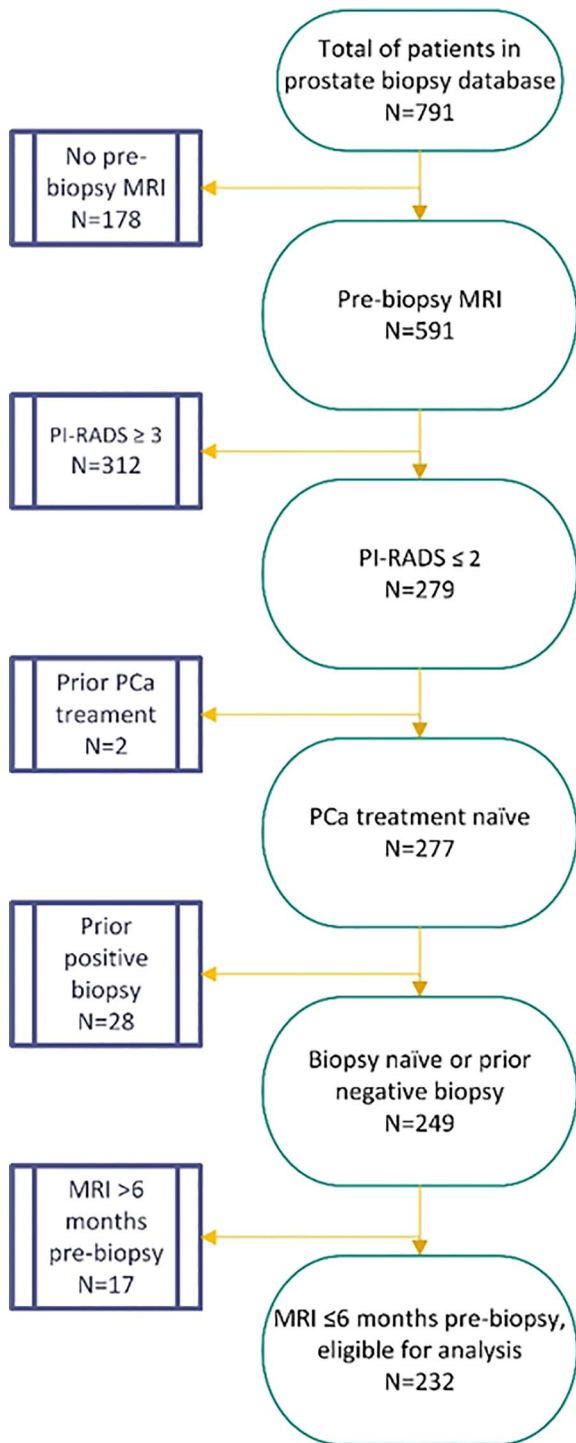 Total of patients in
prostate biopsy database
N=791
No pre-
biopsy MRI
N=178
Pre-biopsy MRI
N=591
PI-RADS ≥ 3
N=312
PI-RADS ≤ 2
N=279
Prior PCa
treament
N=2
PCa treatment naïve
N=277
Prior
positive
biopsy
N=28
Biopsy naïve or prior
negative biopsy
N=249
MRI >6
months
pre-biopsy
N=17
MRI ≤6 months pre-biopsy,
eligible for analysis
N=232